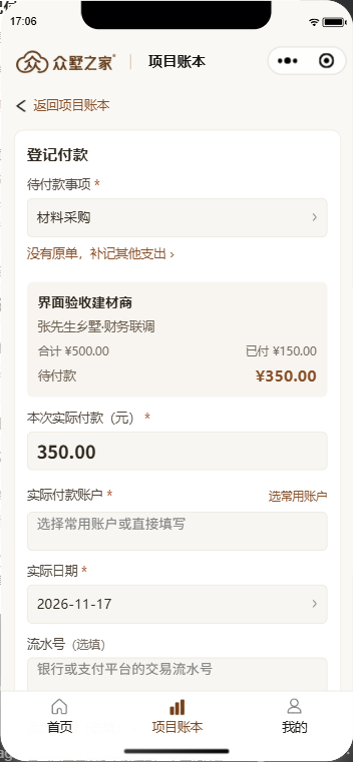 17:06
众墅之家
项目账本
返回项目账本
登记付款
待付款事项 *
材料采购
没有原单，补记其他支出 ›
界面验收建材商
张先生乡墅·财务联调
合计 ¥500.00 已付 ¥150.00
待付款 ¥350.00
本次实际付款（元） *
350.00
实际付款账户 * 选常用账户
选择常用账户或直接填写
实际日期 *
2026-11-17
流水号（选填）
银行或支付平台的交易流水号
首页 项目账本 我的